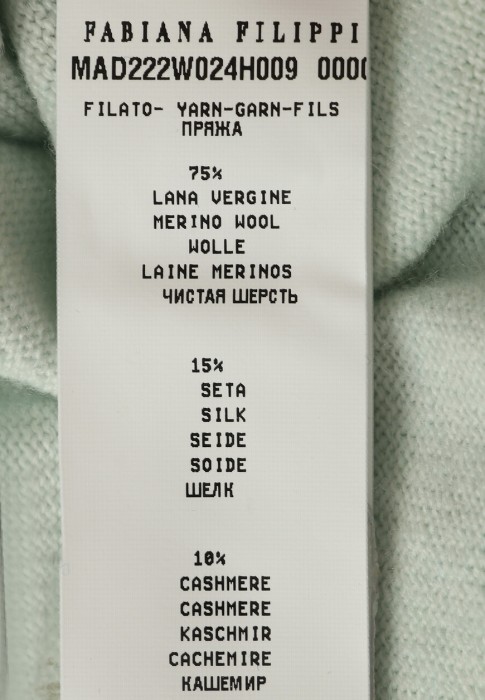 FABIANA FILIPPI
MAD222W024H009 000
FILATO- YARN-GARN-FILS
ПРЯЖА
75%
LANA VERGINE
MERINO WOOL
WOLLE
LAINE MERINOS
ЧИСТАЯ ШЕРСТЬ
15%
SETA
SILK
SEIDE
SOIDE
ШЕЛК
10%
CASHMERE
CASHMERE
KASCHMIR
CACHEMIRE
КАШЕМИР